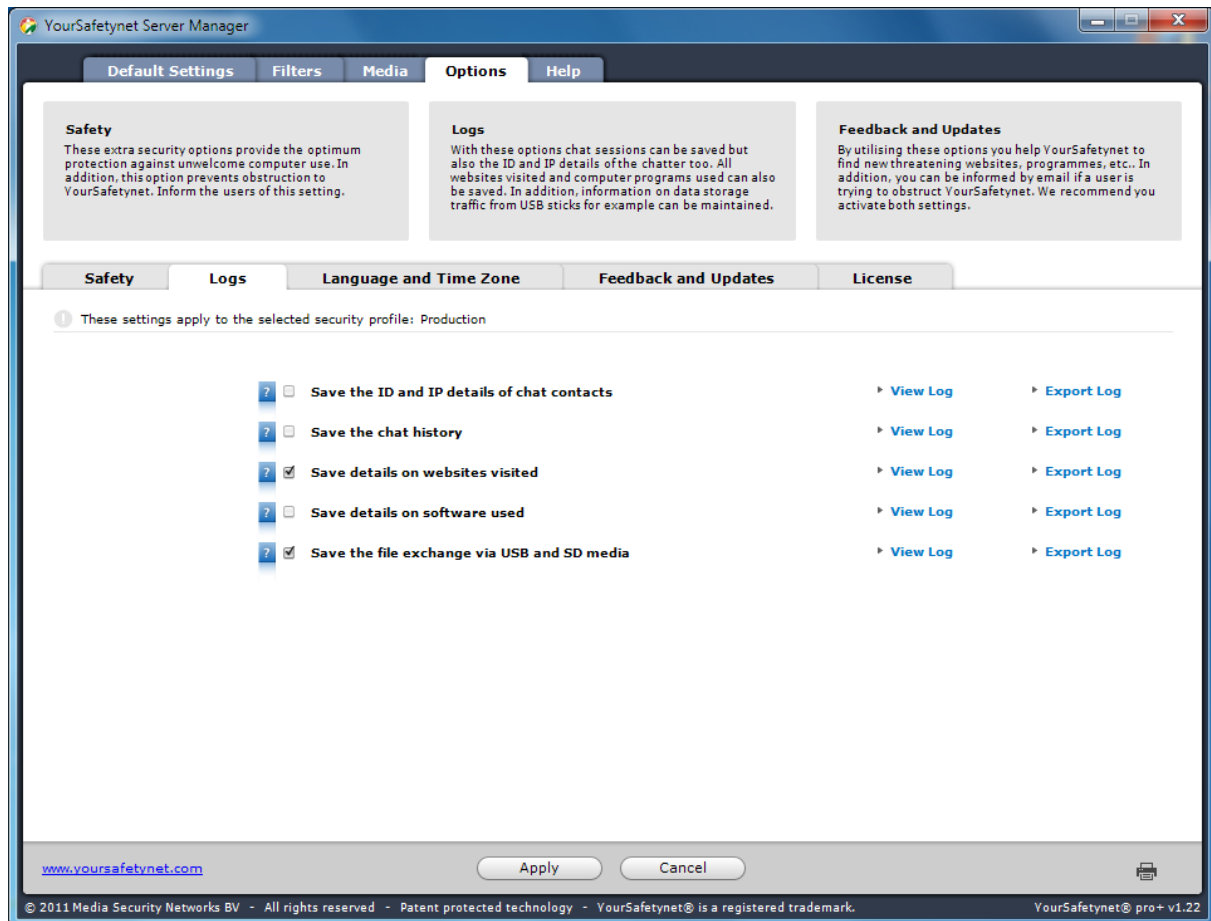 YourSafetynet Server Manager
Default Settings Filters Media Options Help
Safety
These extra security options provide the optimum
protection against unwelcome computer use. In
addition, this option prevents obstruction to
YourSafetynet. Inform the users of this setting.
Logs
With these options chat sessions can be saved but
also the ID and IP details of the chatter too. All
websites visited and computer programs used can also
be saved. In addition, information on data storage
traffic from USB sticks for example can be maintained.
Feedback and Updates
By utilising these options you help YourSafetynet to
find new threatening websites, programmes, etc.. In
addition, you can be informed by email if a user is
trying to obstruct YourSafetynet. We recommend you
activate both settings.
Safety Logs Language and Time Zone Feedback and Updates License
! These settings apply to the selected security profile: Production
? Save the ID and IP details of chat contacts View Log Export Log
? Save the chat history View Log Export Log
? Save details on websites visited View Log Export Log
? Save details on software used View Log Export Log
? Save the file exchange via USB and SD media View Log Export Log
www.yoursafetynet.com Apply Cancel
© 2011 Media Security Networks BV - All rights reserved - Patent protected technology - YourSafetynet® is a registered trademark. YourSafetynet® pro+ v1.22